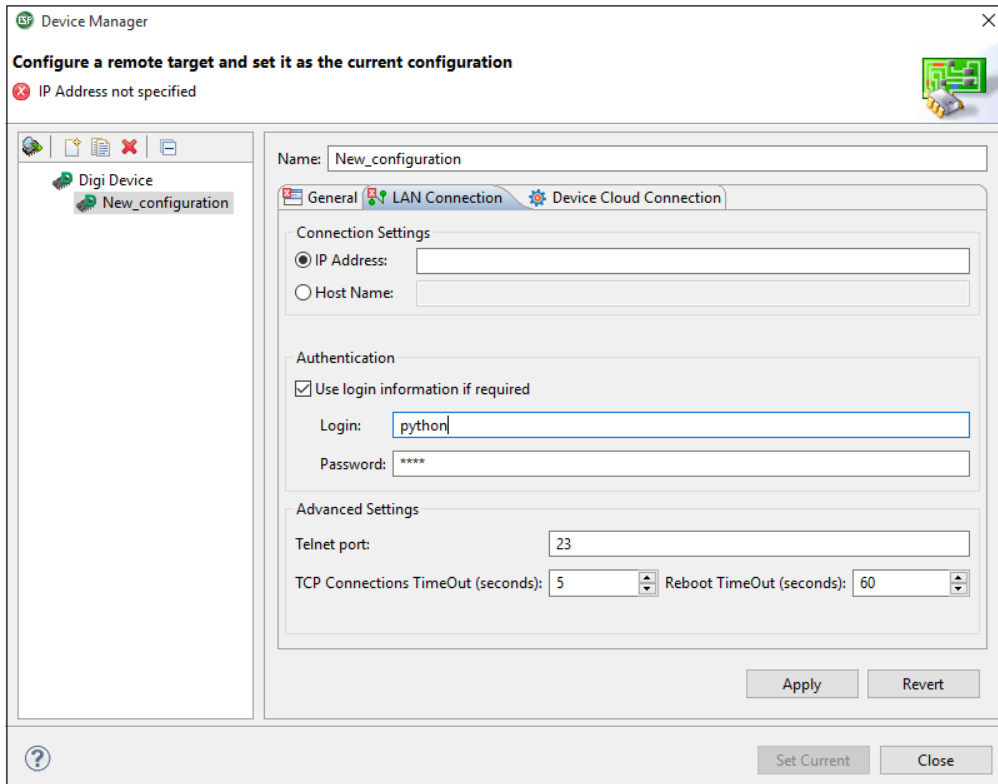 ESP Device Manager
Configure a remote target and set it as the current configuration
IP Address not specified
Digi Device
New_configuration
Name: New_configuration
General LAN Connection Device Cloud Connection
Connection Settings
IP Address:
Host Name:
Authentication
Use login information if required
Login: python
Password: ****
Advanced Settings
Telnet port: 23
TCP Connections TimeOut (seconds): 5 Reboot TimeOut (seconds): 60
Apply Revert
? Set Current Close